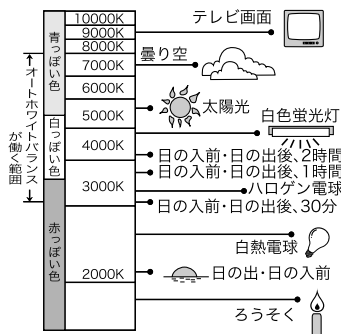 10000K
9000K
8000K
7000K
6000K
5000K
4000K
3000K
2000K
青っぽい色
白っぽい色
赤っぽい色
オートホワイトバランス
が働く範囲
テレビ画面
曇り空
太陽光
白色蛍光灯
日の入前・日の出後、2時間
日の入前・日の出後、1時間
ハロゲン電球
日の入前・日の出後、30分
白熱電球
日の出・日の入前
ろうそく